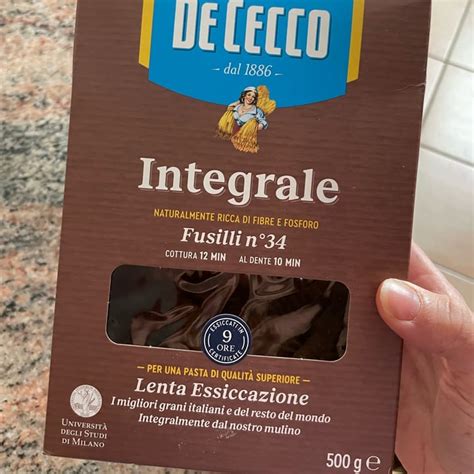 DE CECCO
- dal 1886 -
Integrale
NATURALMENTE RICCA DI FIBRE E FOSFORO
Fusilli n°34
COTTURA 12 MIN AL DENTE 10 MIN
ESSICCATI IN
9
ORE
CERTIFICATE
- PER UNA PASTA DI QUALITÀ SUPERIORE -
Lenta Essiccazione
I migliori grani italiani e del resto del mondo
Integralmente dal nostro mulino
UNIVERSITÀ
DEGLI STUDI
DI MILANO
500 g e